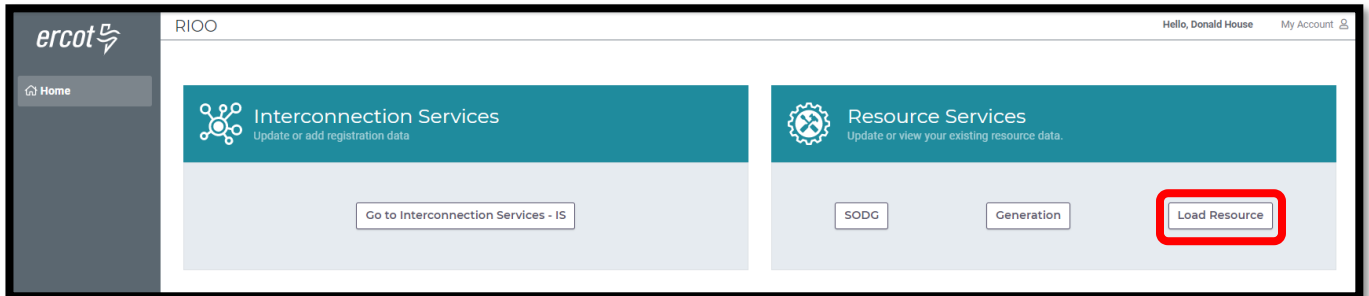 ercot
RIOO
Hello, Donald House
My Account
Home
Interconnection Services
Update or add registration data
Go to Interconnection Services - IS
Resource Services
Update or view your existing resource data.
SODG
Generation
Load Resource